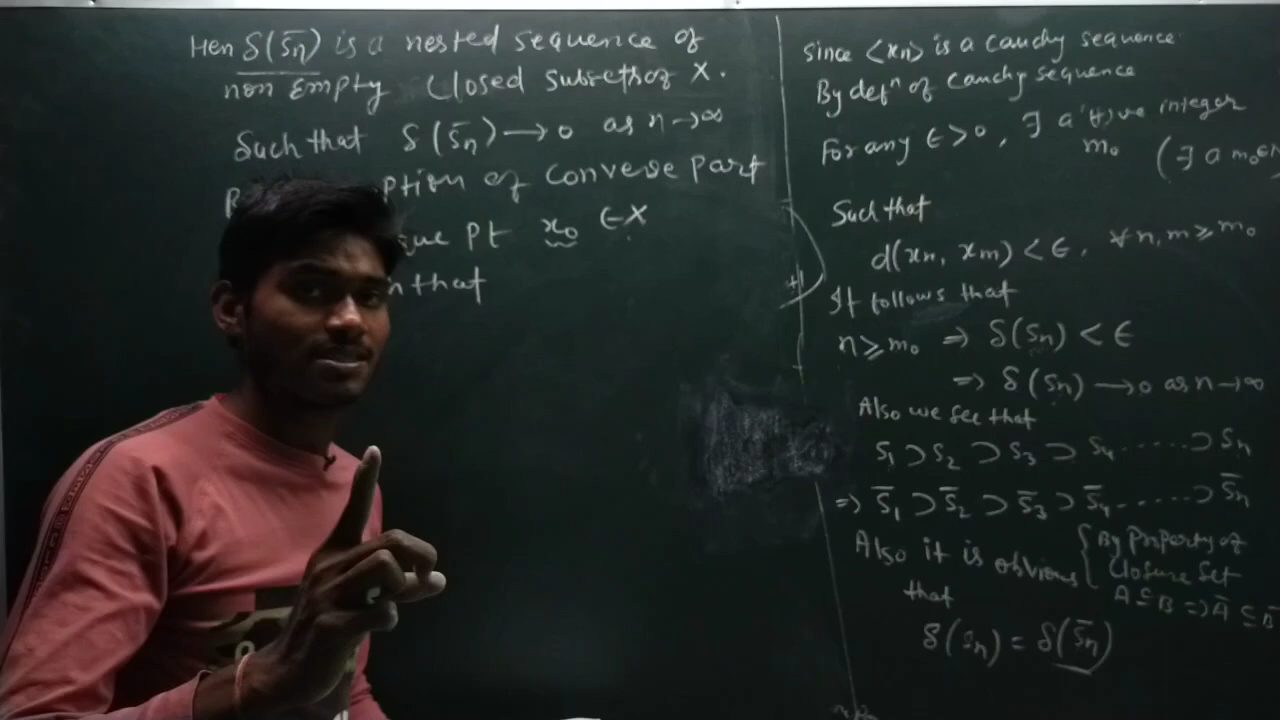 Hen δ(S̄n) is a nested sequence of
non empty closed subsets of X.
Such that δ(S̄n) → 0 as n → ∞
ption of converse part
que pt x₀ ∈ X
that
Since <xn> is a cauchy sequence
By defⁿ of cauchy sequence
For any ε > 0, ∃ a (+)ve integer
m₀ (∃ a m₀ ∈ N
Such that
d(xn, xm) < ε, ∀ n, m ≥ m₀
It follows that
n ≥ m₀ ⇒ δ(Sn) < ε
⇒ δ(Sn) → 0 as n → ∞
Also we see that
S₁ ⊃ S₂ ⊃ S₃ ⊃ S₄ ...... ⊃ Sn
⇒ S̄₁ ⊃ S̄₂ ⊃ S̄₃ ⊃ S̄₄ ...... ⊃ S̄n
Also it is obvious
that
{ By Property of
Closure Set
A ⊆ B ⇒ Ā ⊆ B̄
δ(Sn) = δ(S̄n)